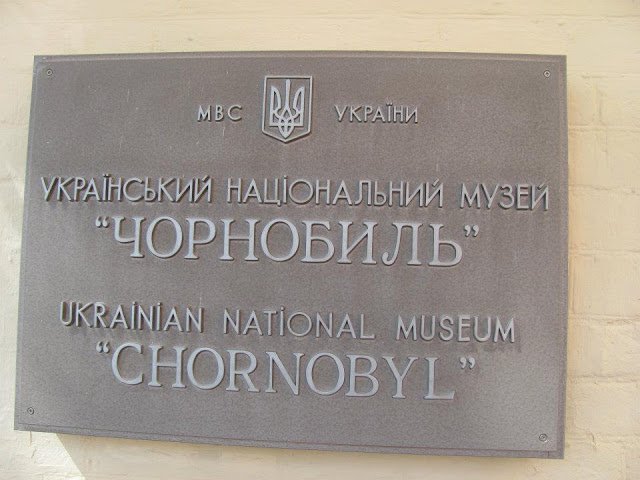 МВС УКРАЇНИ
УКРАЇНСЬКИЙ НАЦІОНАЛЬНИЙ МУЗЕЙ
“ЧОРНОБИЛЬ”
UKRAINIAN NATIONAL MUSEUM
“CHORNOBYL”